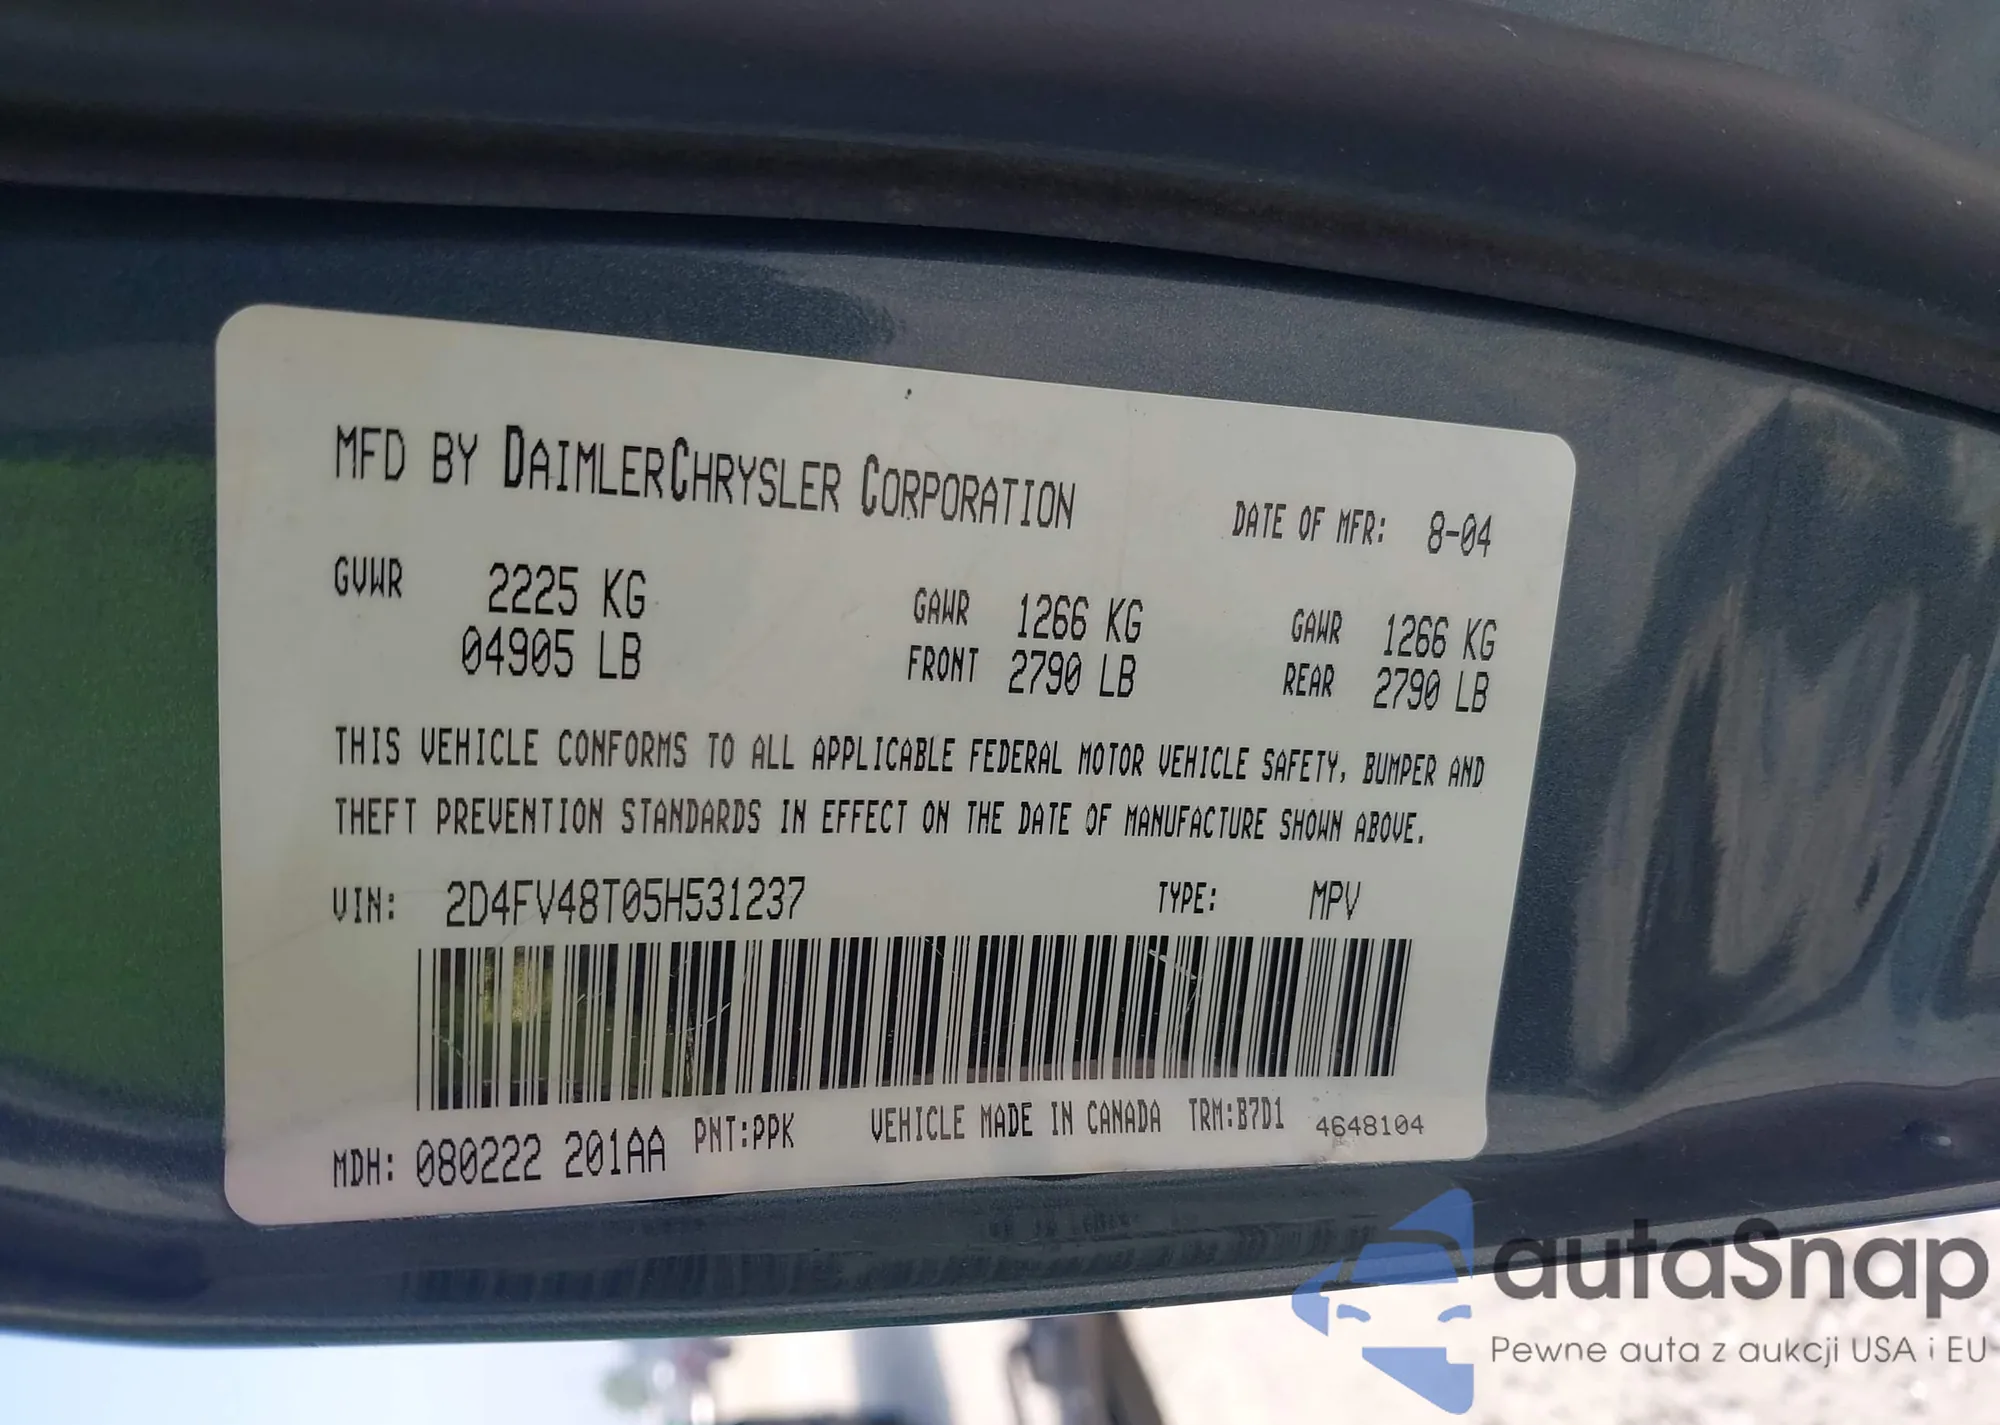 MFD BY DAIMLERCHRYSLER CORPORATION
DATE OF MFR: 8-04
GVWR 2225 KG
04905 LB
GAWR 1266 KG
FRONT 2790 LB
GAWR 1266 KG
REAR 2790 LB
THIS VEHICLE CONFORMS TO ALL APPLICABLE FEDERAL MOTOR VEHICLE SAFETY, BUMPER AND
THEFT PREVENTION STANDARDS IN EFFECT ON THE DATE OF MANUFACTURE SHOWN ABOVE.
VIN: 2D4FV48T05H531237 TYPE: MPV
MDH: 080222 201AA PNT:PPK VEHICLE MADE IN CANADA TRM:B7D1 4648104
autaSnap
Pewne auta z aukcji USA i EU